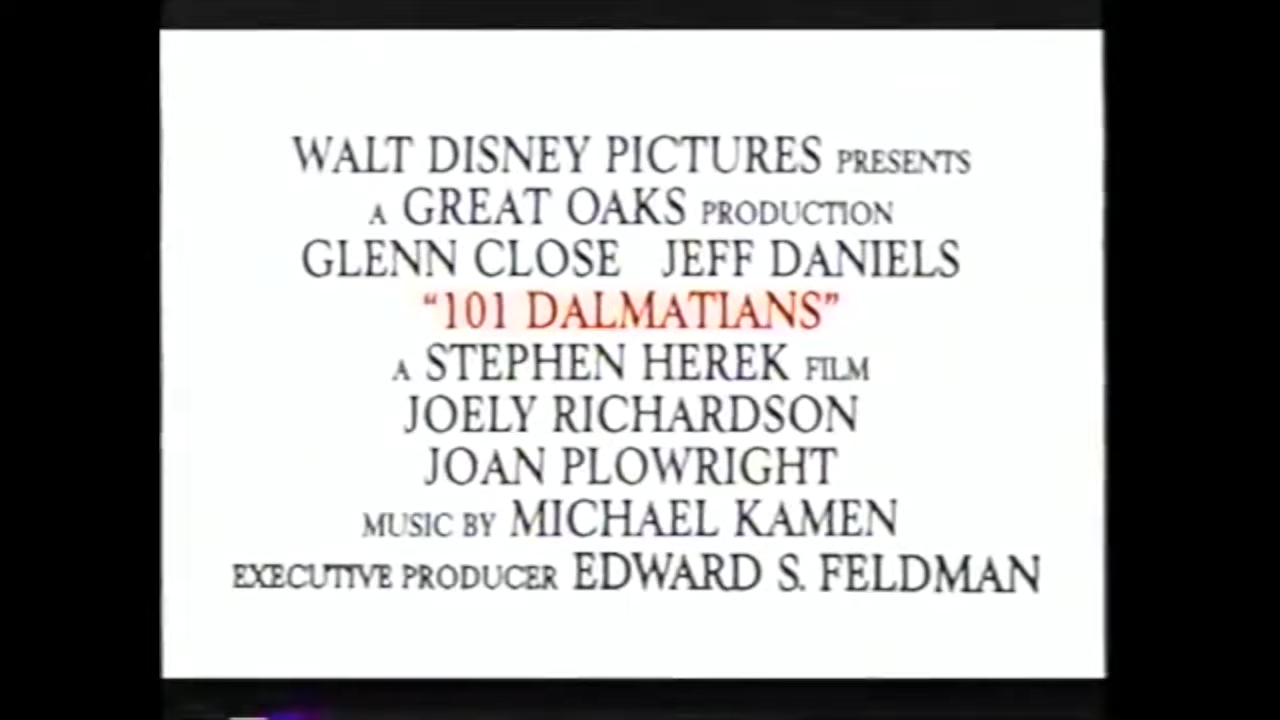 WALT DISNEY PICTURES PRESENTS
A GREAT OAKS PRODUCTION
GLENN CLOSE JEFF DANIELS
"101 DALMATIANS"
A STEPHEN HEREK FILM
JOELY RICHARDSON
JOAN PLOWRIGHT
MUSIC BY MICHAEL KAMEN
EXECUTIVE PRODUCER EDWARD S. FELDMAN